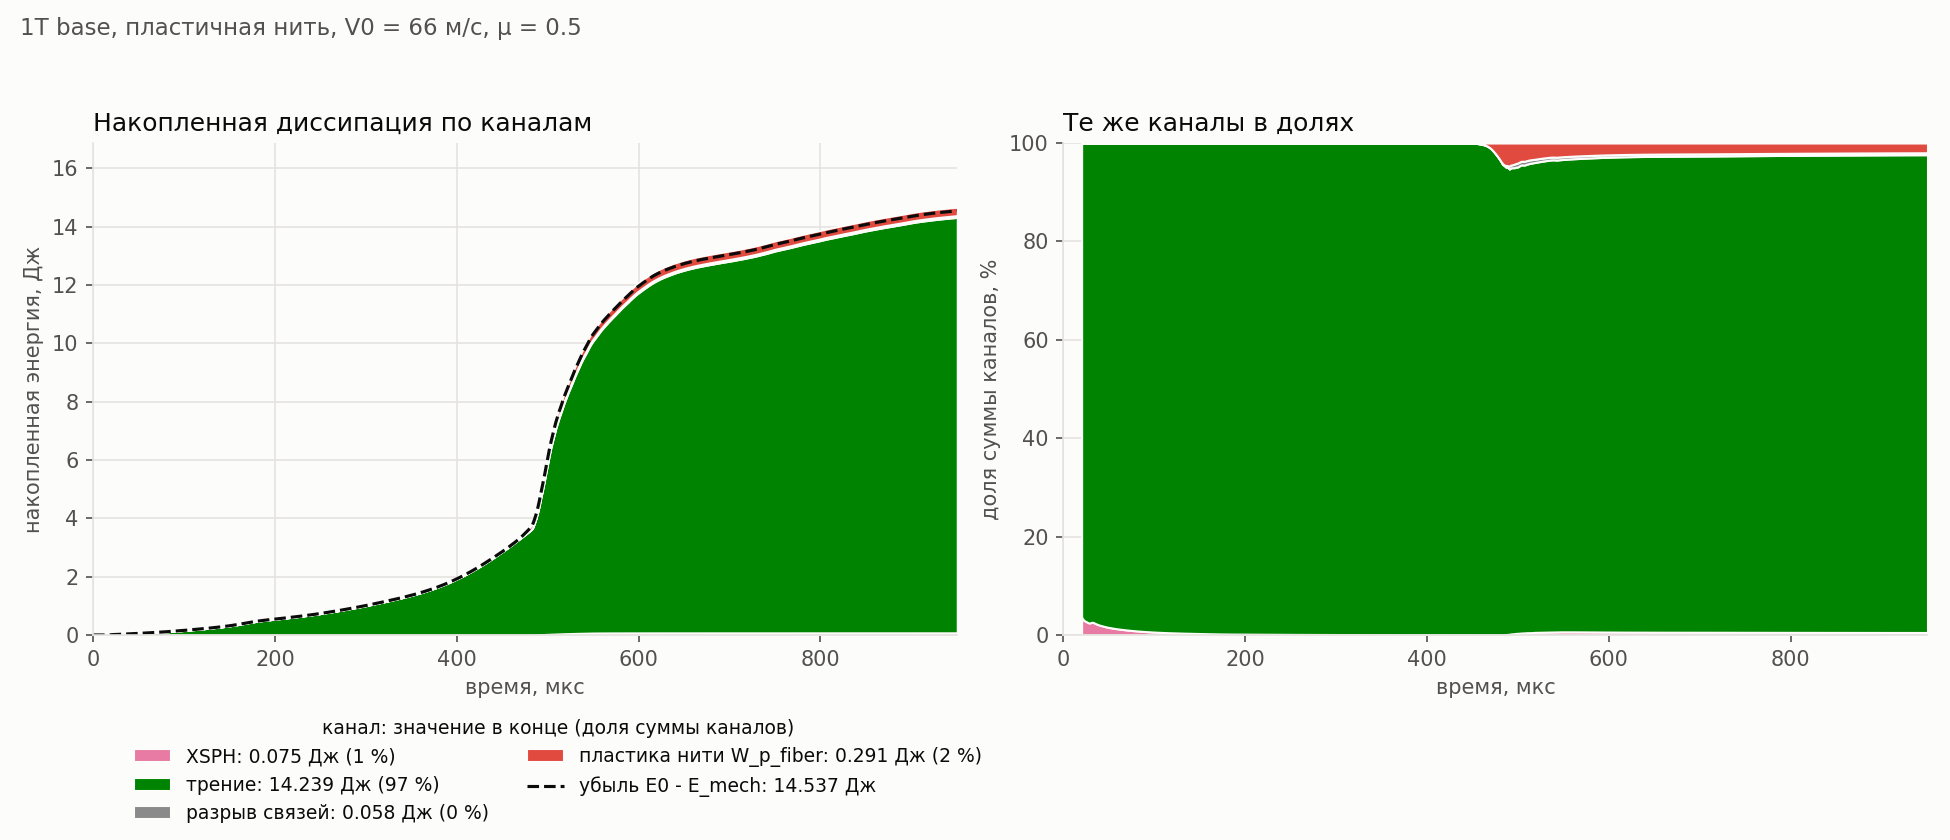 1T base, пластичная нить, V0 = 66 м/с, μ = 0.5
Накопленная диссипация по каналам
накопленная энергия, Дж
16
14
12
10
8
6
4
2
0
0 200 400 600 800
время, мкс
Те же каналы в долях
доля суммы каналов, %
100
80
60
40
20
0
0 200 400 600 800
время, мкс
канал: значение в конце (доля суммы каналов)
XSPH: 0.075 Дж (1 %)
трение: 14.239 Дж (97 %)
разрыв связей: 0.058 Дж (0 %)
пластика нити W_p_fiber: 0.291 Дж (2 %)
убыль E0 - E_mech: 14.537 Дж